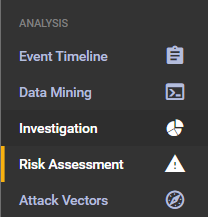 ANALYSIS
Event Timeline
Data Mining
Investigation
Risk Assessment
Attack Vectors